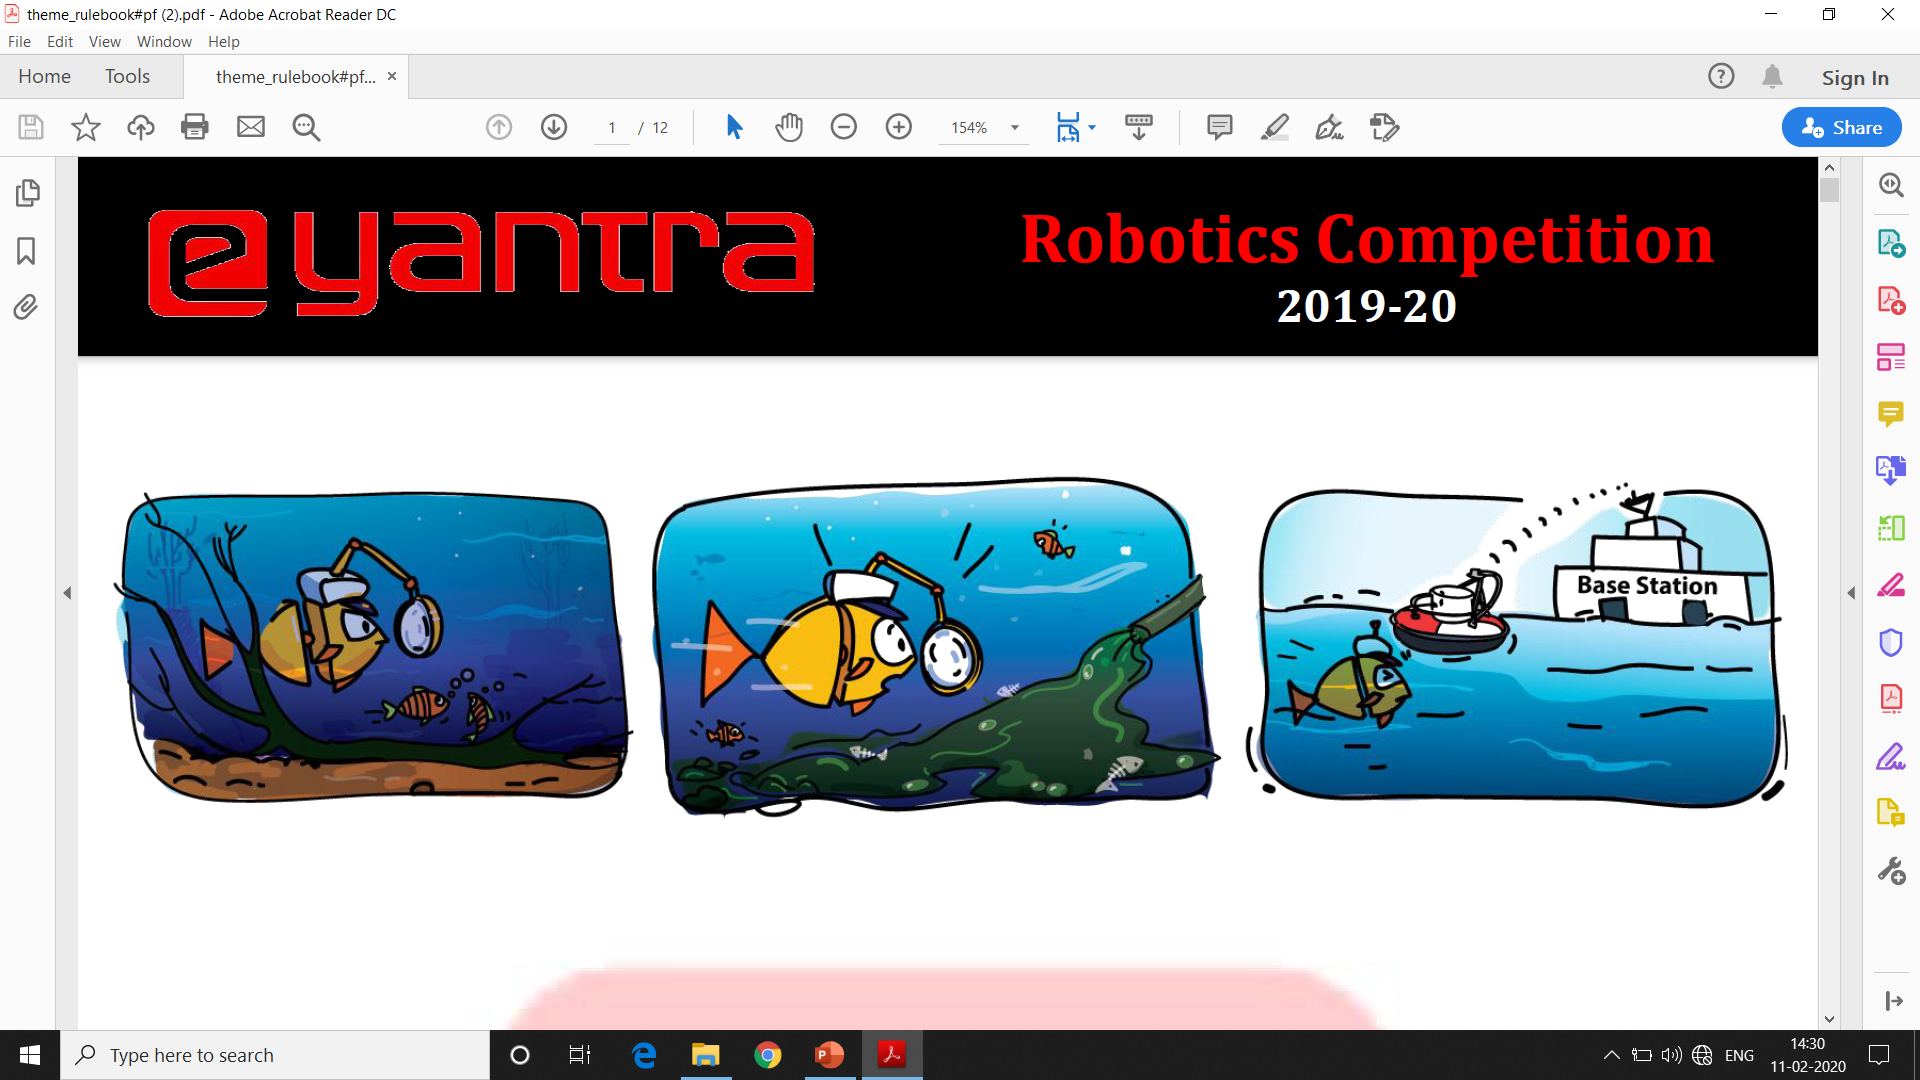 theme_rulebook#pf (2).pdf - Adobe Acrobat Reader DC
File Edit View Window Help
Home Tools theme_rulebook#pf... × ? Sign In
1 / 12 154% Share
e yantra
Robotics Competition
2019-20
Base Station
Type here to search
ENG
14:30
11-02-2020